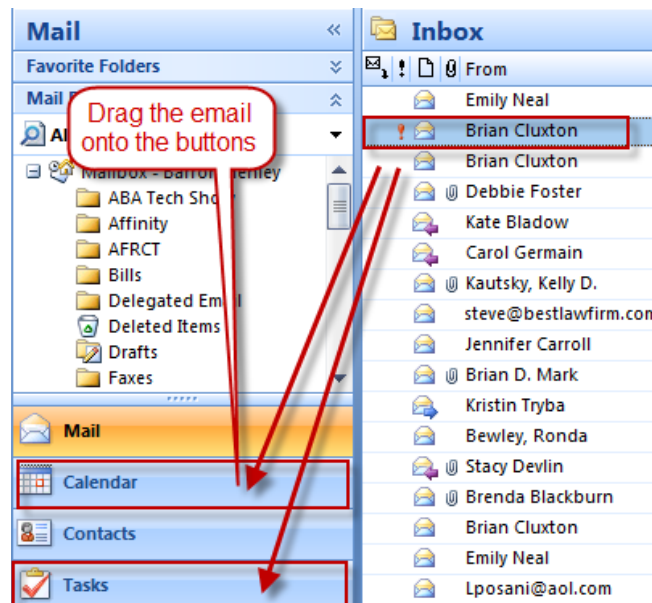 Mail
Favorite Folders
Mail
Drag the email
onto the buttons
Mailbox - Barron
ABA Tech Show
Affinity
AFRCT
Bills
Delegated
Deleted Items
Drafts
Faxes
Mail
Calendar
Contacts
Tasks
Inbox
From
Emily Neal
Brian Cluxton
Brian Cluxton
Debbie Foster
Kate Bladow
Carol Germain
Kautsky, Kelly D.
steve@bestlawfirm.com
Jennifer Carroll
Brian D. Mark
Kristin Tryba
Bewley, Ronda
Stacy Devlin
Brenda Blackburn
Brian Cluxton
Emily Neal
Lposani@aol.com